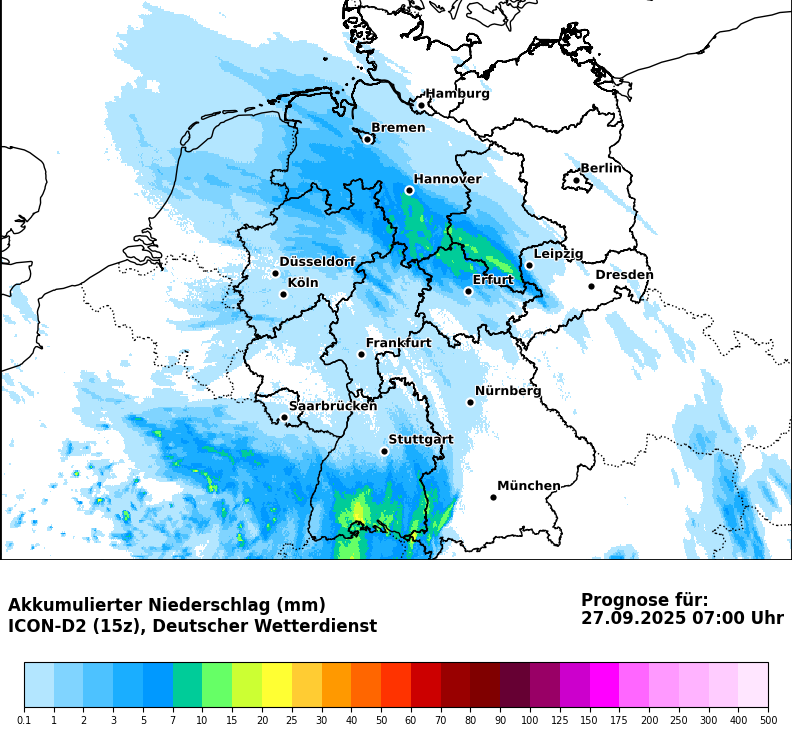 Hamburg
Bremen
Berlin
Hannover
Leipzig
Düsseldorf
Dresden
Köln
Erfurt
Frankfurt
Nürnberg
Saarbrücken
Stuttgart
München
Akkumulierter Niederschlag (mm)
ICON-D2 (15z), Deutscher Wetterdienst
Prognose für:
27.09.2025 07:00 Uhr
0.1 1 2 3 5 7 10 15 20 25 30 40 50 60 80 90 100 125 150 175 200 250 300 400 500